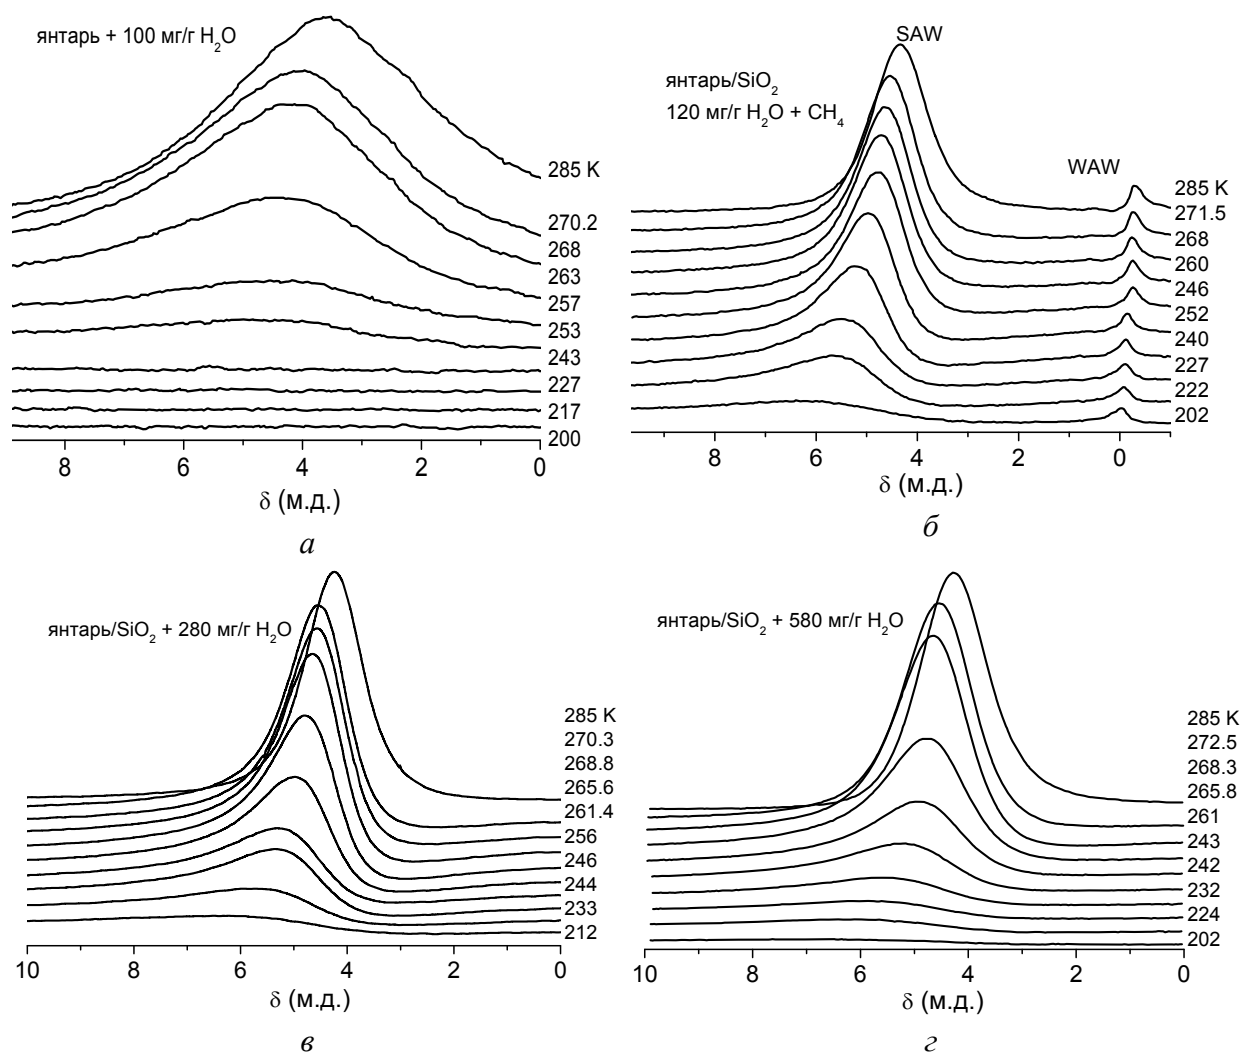 янтарь + 100 мг/г H₂O
285 K
270.2
268
263
257
253
243
227
217
200
8 6 4 2 0
δ (м.д.)
а
SAW
янтарь/SiO₂
120 мг/г H₂O + CH₄
WAW
285 K
271.5
268
260
246
252
240
227
222
202
8 6 4 2 0
δ (м.д.)
б
янтарь/SiO₂ + 280 мг/г H₂O
285 K
270.3
268.8
265.6
261.4
256
246
244
233
212
10 8 6 4 2 0
δ (м.д.)
в
янтарь/SiO₂ + 580 мг/г H₂O
285 K
272.5
268.3
265.8
261
243
242
232
224
202
10 8 6 4 2 0
δ (м.д.)
г